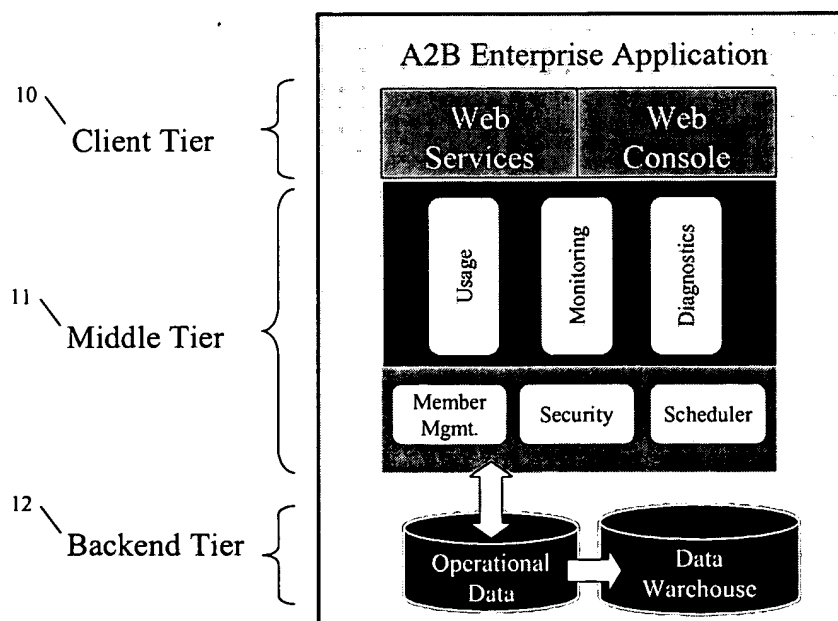 A2B Enterprise Application
10
Client Tier
Web
Services
Web
Console
11
Middle Tier
Usage
Monitoring
Diagnostics
Member
Mgmt.
Security
Scheduler
12
Backend Tier
Operational
Data
Data
Warehouse